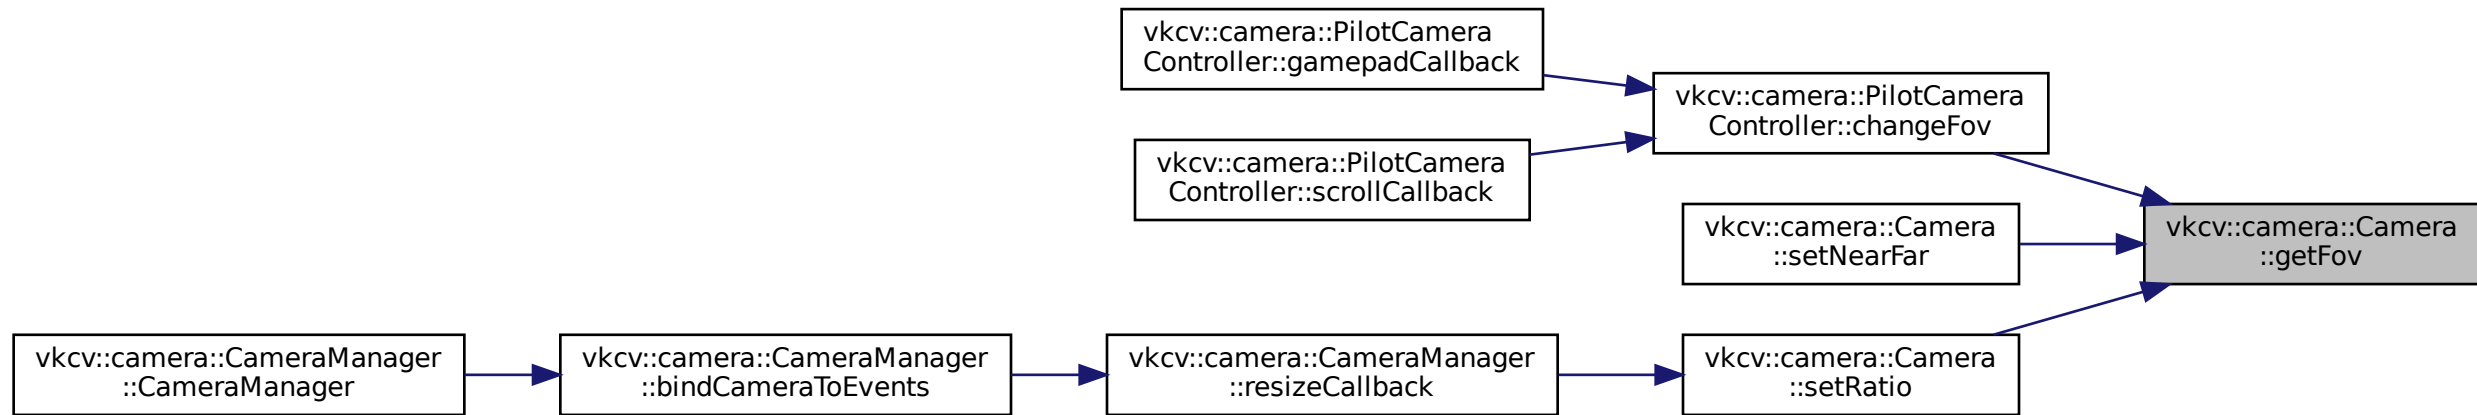 vkcv::camera::PilotCamera
Controller::gamepadCallback
vkcv::camera::PilotCamera
Controller::changeFov
vkcv::camera::PilotCamera
Controller::scrollCallback
vkcv::camera::Camera
::setNearFar
vkcv::camera::Camera
::getFov
vkcv::camera::CameraManager
::CameraManager
vkcv::camera::CameraManager
::bindCameraToEvents
vkcv::camera::CameraManager
::resizeCallback
vkcv::camera::Camera
::setRatio